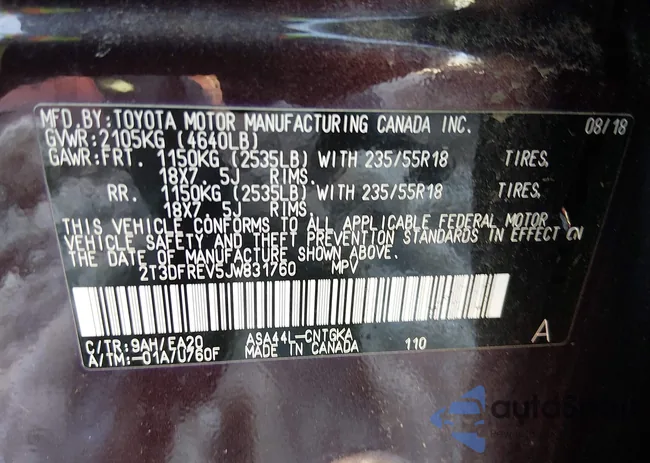 MFD.BY:TOYOTA MOTOR MANUFACTURING CANADA INC. 08/18
GVWR:2105KG (4640LB)
GAWR:FRT. 1150KG (2535LB) WITH 235/55R18 TIRES,
18X7. 5J RIMS.
RR. 1150KG (2535LB) WITH 235/55R18 TIRES,
18X7. 5J RIMS.
THIS VEHICLE CONFORMS TO ALL APPLICABLE FEDERAL MOTOR
VEHICLE SAFETY AND THEFT PREVENTION STANDARDS IN EFFECT ON
THE DATE OF MANUFACTURE SHOWN ABOVE.
2T3DFREV5JW831760 MPV
C/TR:9AH/EA20 ASA44L-CNTGKA
A/TM:-01A/U760F MADE IN CANADA 110 A